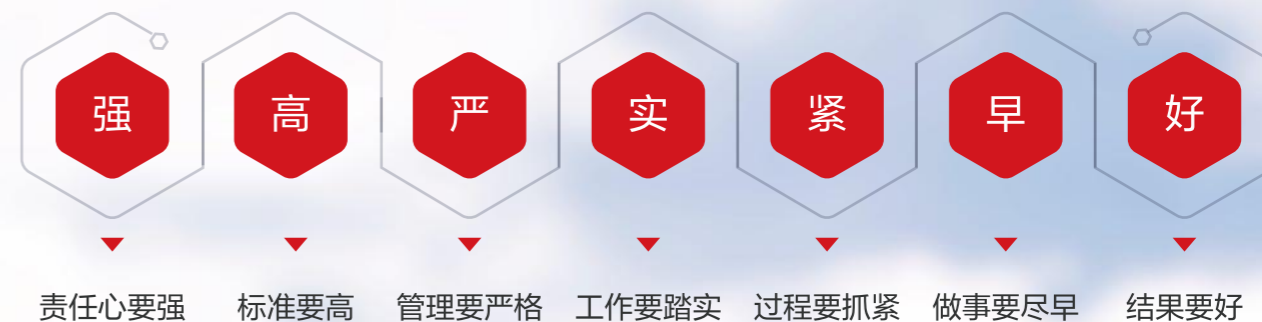 强 高 严 实 紧 早 好
责任心要强 标准要高 管理要严格 工作要踏实 过程要抓紧 做事要尽早 结果要好